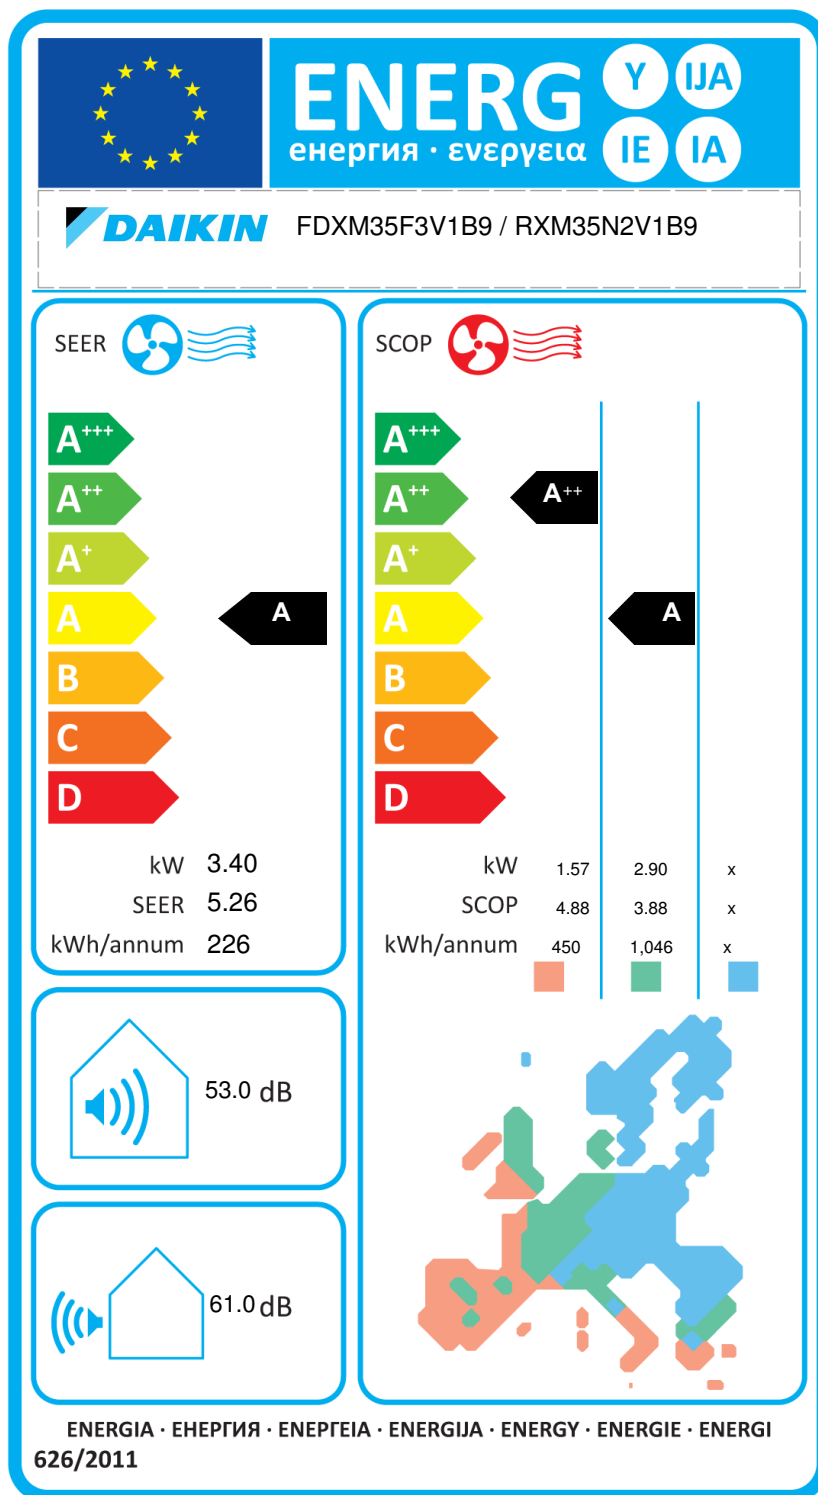 ENERG
енергия · ενεργεια
Y IJA
IE IA
DAIKIN FDXM35F3V1B9 / RXM35N2V1B9
SEER
A+++
A++
A+
A A
B
C
D
kW 3.40
SEER 5.26
kWh/annum 226
SCOP
A+++
A++ A++
A+
A A
B
C
D
kW 1.57 2.90 x
SCOP 4.88 3.88 x
kWh/annum 450 1,046 x
53.0 dB
61.0 dB
ENERGIA · ЕНЕРГИЯ · ΕΝΕΡΓΕΙΑ · ENERGIJA · ENERGY · ENERGIE · ENERGI
626/2011